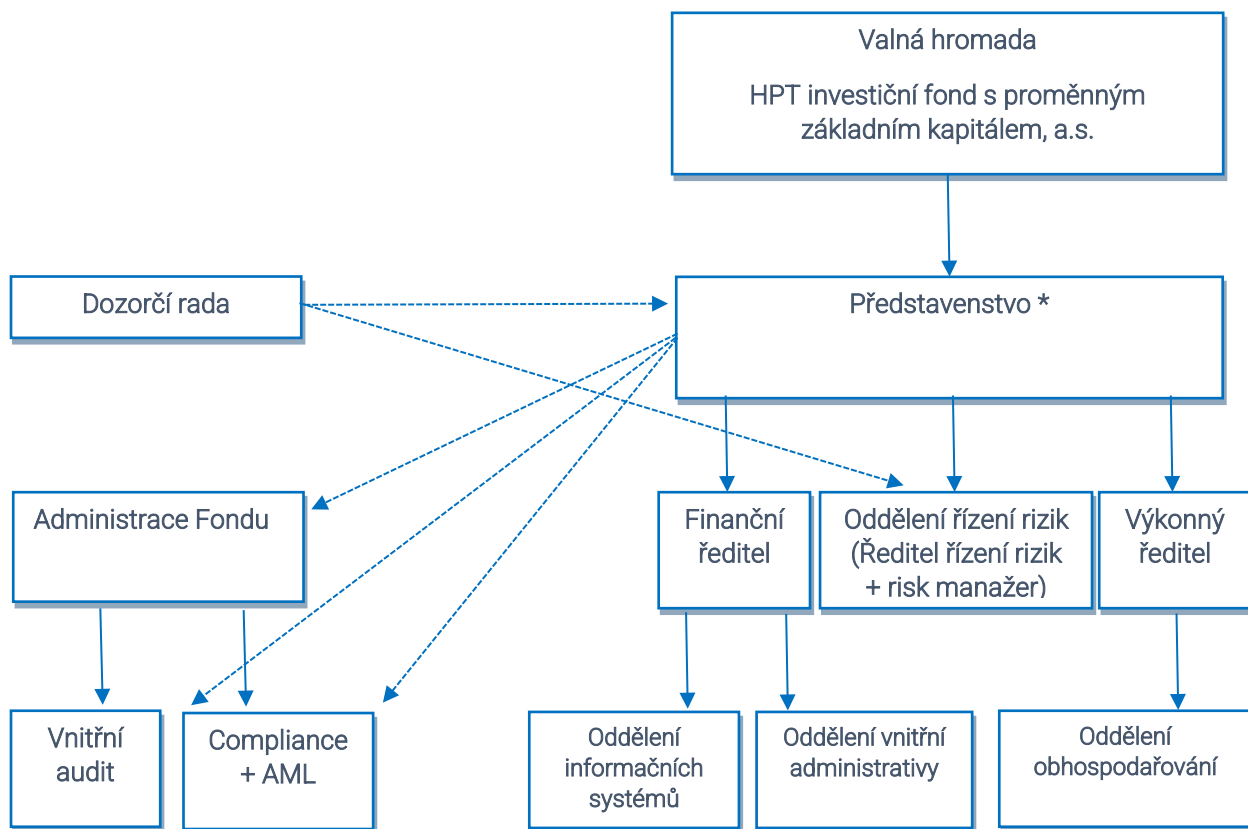 Valná hromada
HPT investiční fond s proměnným
základním kapitálem, a.s.
Dozorčí rada
Představenstvo *
Administrace Fondu
Finanční
ředitel
Oddělení řízení rizik
(Ředitel řízení rizik
+ risk manažer)
Výkonný
ředitel
Vnitřní
audit
Compliance
+ AML
Oddělení
informačních
systémů
Oddělení vnitřní
administrativy
Oddělení
obhospodařování